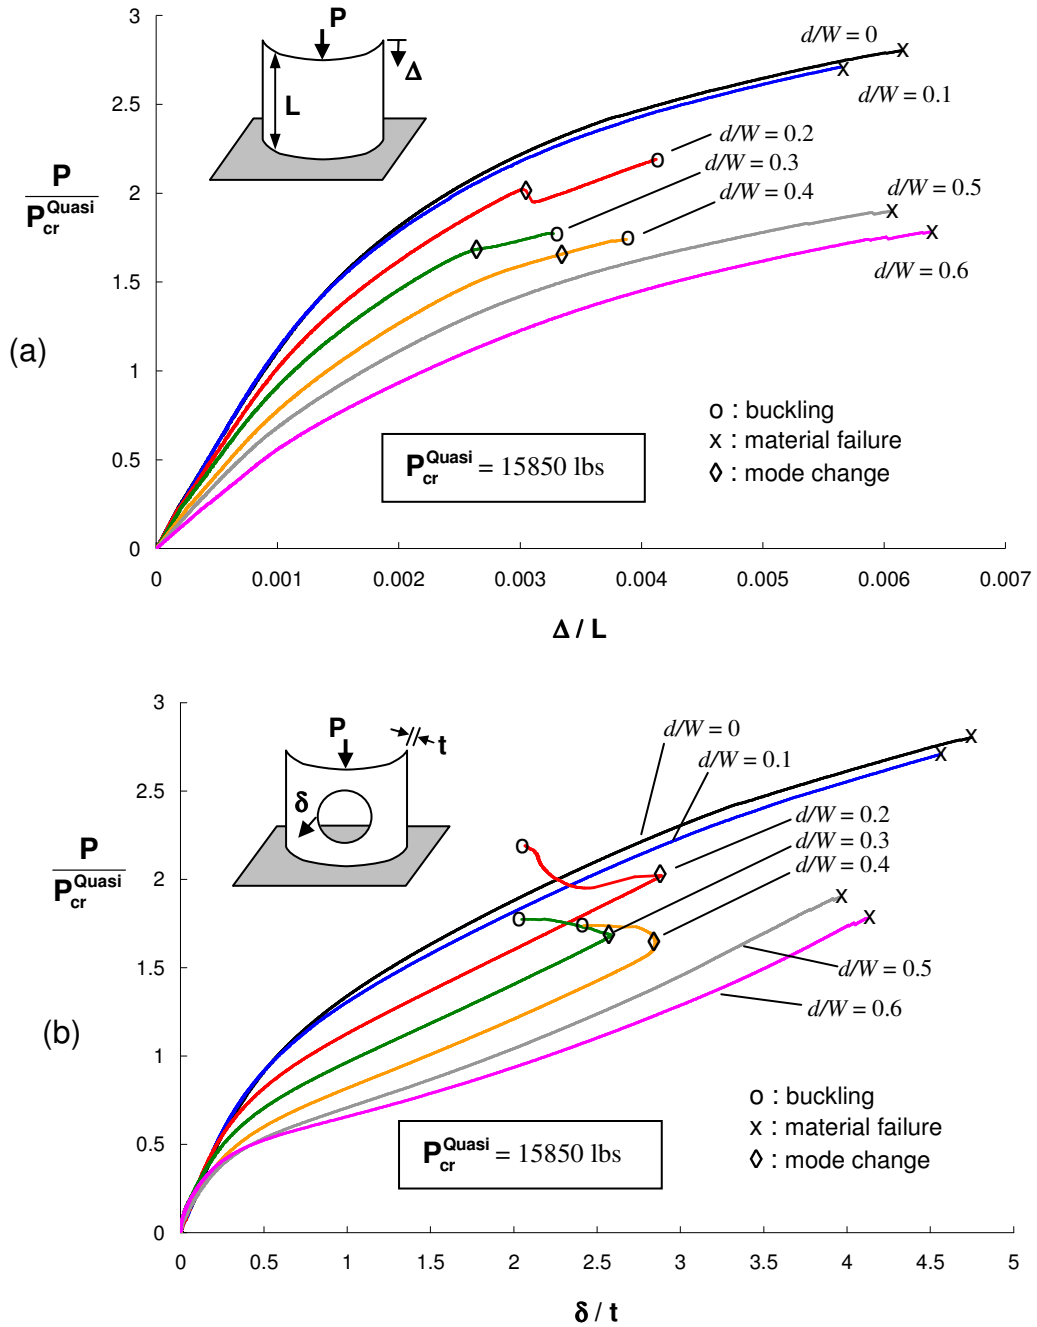 3
P
d/W = 0
Δ
2.5
L
d/W = 0.1
d/W = 0.2
d/W = 0.3
2
d/W = 0.4
d/W = 0.5
P
P cr Quasi
1.5
d/W = 0.6
(a)
1
o : buckling
x : material failure
P cr Quasi = 15850 lbs
◊ : mode change
0.5
0
0 0.001 0.002 0.003 0.004 0.005 0.006 0.007
Δ / L
3
P
t
d/W = 0
d/W = 0.1
2.5
δ
d/W = 0.2
d/W = 0.3
d/W = 0.4
2
P
P cr Quasi
1.5
d/W = 0.5
d/W = 0.6
(b)
1
o : buckling
x : material failure
P cr Quasi = 15850 lbs
◊ : mode change
0.5
0
0 0.5 1 1.5 2 2.5 3 3.5 4 4.5 5
δ / t